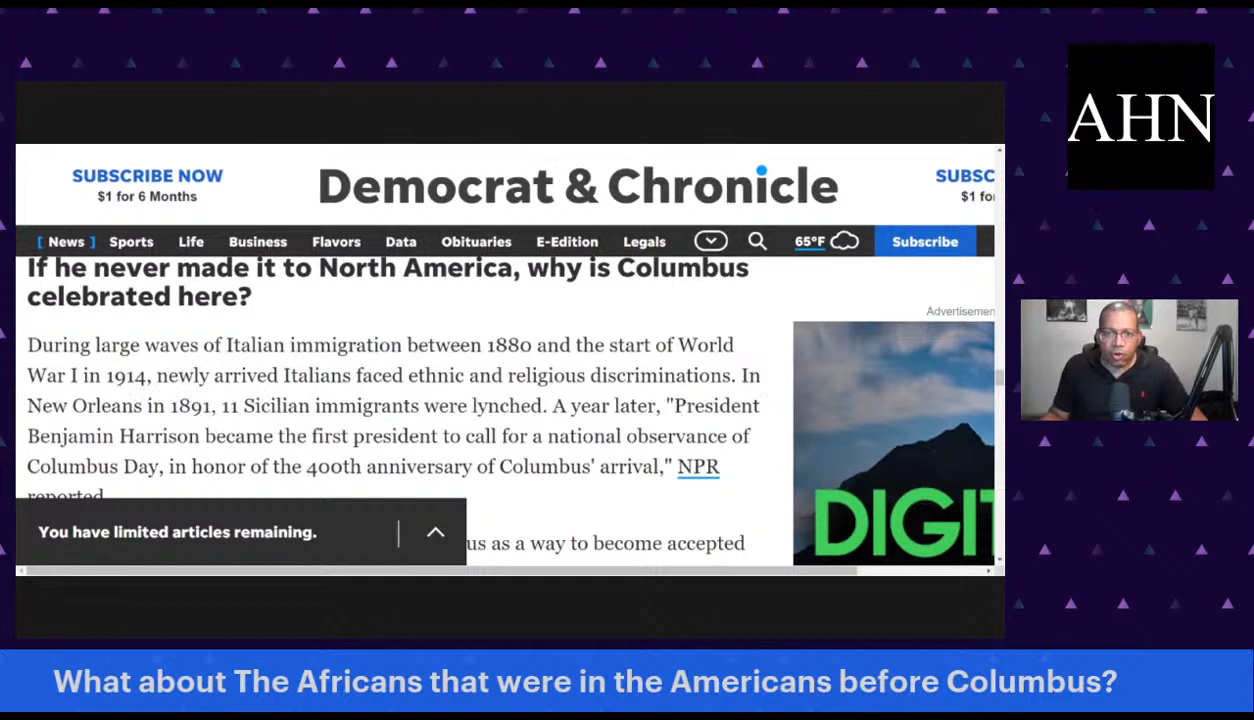 AHN
SUBSCRIBE NOW
$1 for 6 Months
Democrat & Chronicle
SUBSC
$1 fo
[ News ] Sports Life Business Flavors Data Obituaries E-Edition Legals 65°F Subscribe
If he never made it to North America, why is Columbus
celebrated here?
Advertisemen
During large waves of Italian immigration between 1880 and the start of World
War I in 1914, newly arrived Italians faced ethnic and religious discriminations. In
New Orleans in 1891, 11 Sicilian immigrants were lynched. A year later, "President
Benjamin Harrison became the first president to call for a national observance of
Columbus Day, in honor of the 400th anniversary of Columbus' arrival," NPR
reported
You have limited articles remaining.
us as a way to become accepted
DIGIT
What about The Africans that were in the Americans before Columbus?